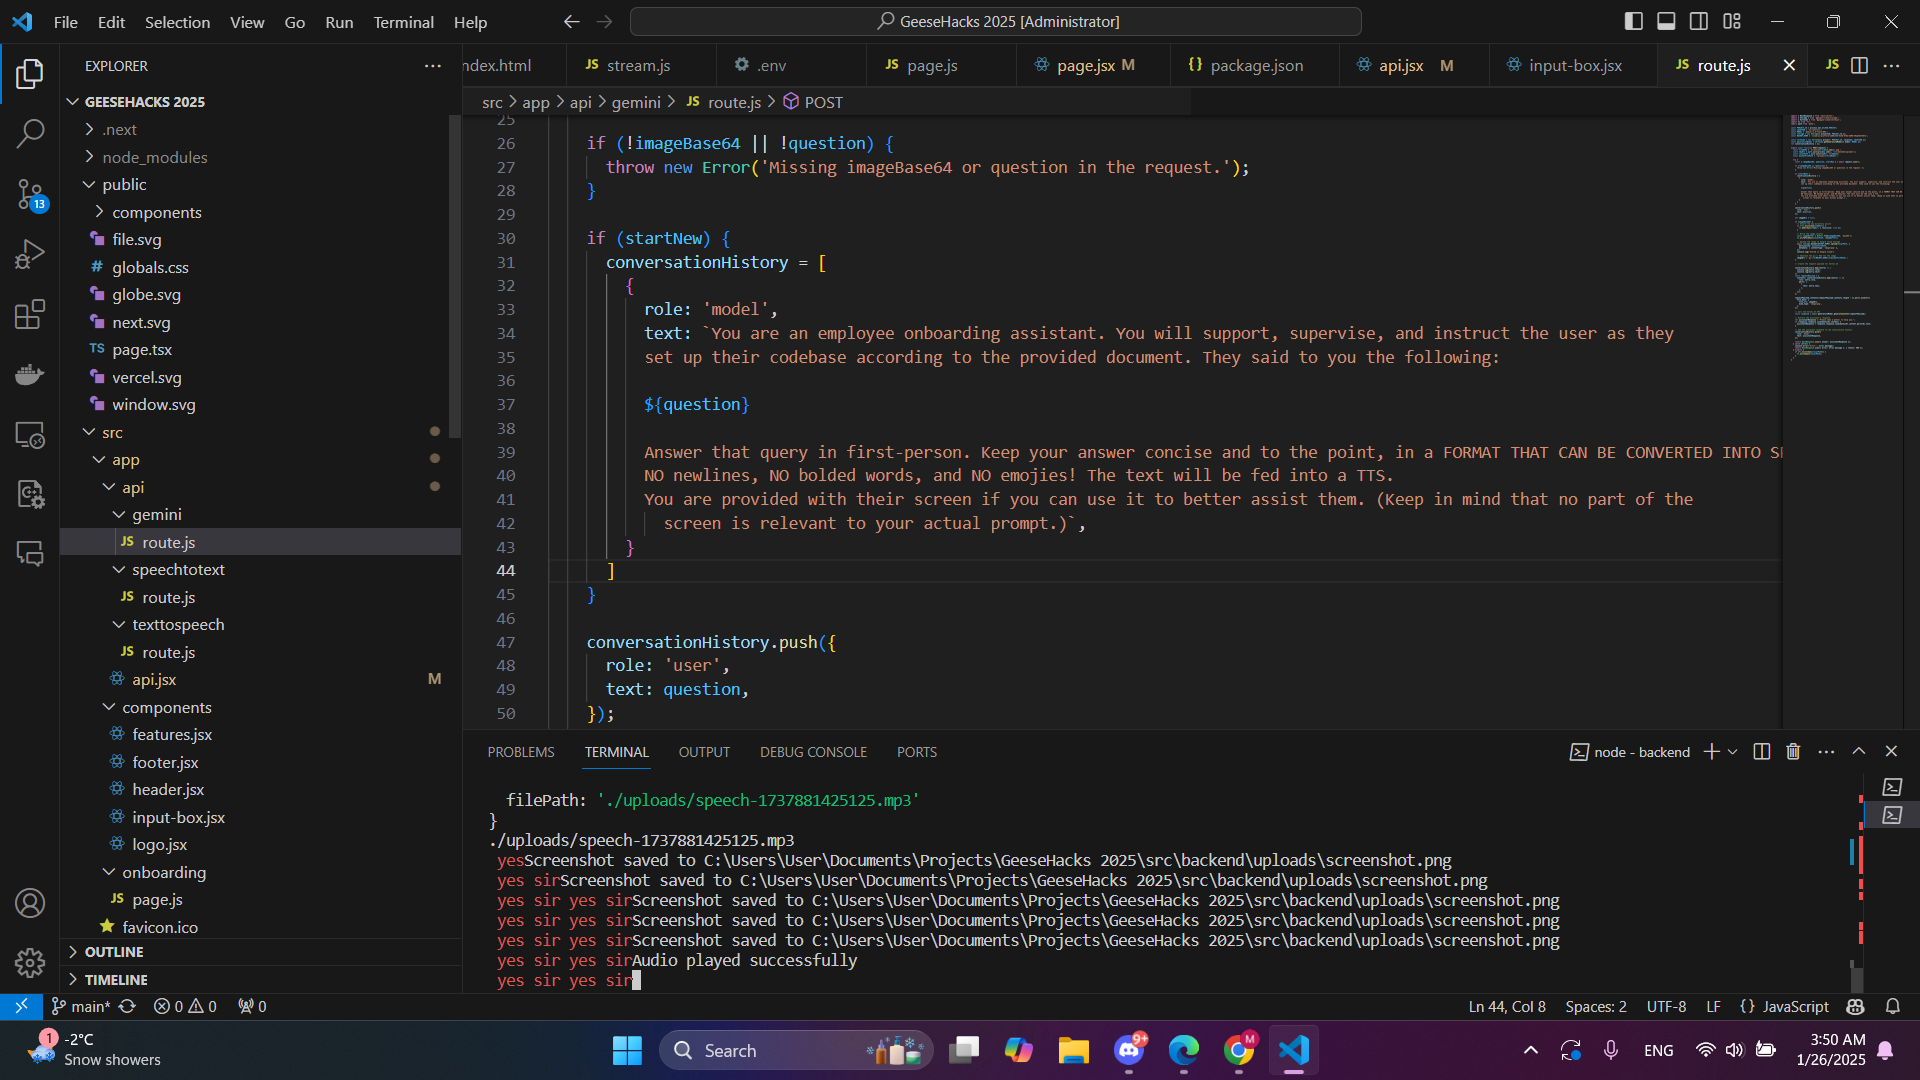 File Edit Selection View Go Run Terminal Help
GeeseHacks 2025 [Administrator]
EXPLORER
GEESEHACKS 2025
.next
node_modules
public
components
file.svg
# globals.css
globe.svg
next.svg
TS page.tsx
vercel.svg
window.svg
src
app
api
gemini
JS route.js
speechtotext
JS route.js
texttospeech
JS route.js
api.jsx M
components
features.jsx
footer.jsx
header.jsx
input-box.jsx
logo.jsx
onboarding
JS page.js
favicon.ico
OUTLINE
TIMELINE
13
ndex.html JS stream.js .env JS page.js page.jsx M {} package.json api.jsx M input-box.jsx JS route.js JS
src > app > api > gemini > JS route.js > POST
25
26 if (!imageBase64 || !question) {
27 throw new Error('Missing imageBase64 or question in the request.');
28 }
29
30 if (startNew) {
31 conversationHistory = [
32 {
33 role: 'model',
34 text: `You are an employee onboarding assistant. You will support, supervise, and instruct the user as they
35 set up their codebase according to the provided document. They said to you the following:
36
37 ${question}
38
39 Answer that query in first-person. Keep your answer concise and to the point, in a FORMAT THAT CAN BE CONVERTED INTO
40 NO newlines, NO bolded words, and NO emojies! The text will be fed into a TTS.
41 You are provided with their screen if you can use it to better assist them. (Keep in mind that no part of the
42 screen is relevant to your actual prompt.)`,
43 }
44 ]
45 }
46
47 conversationHistory.push({
48 role: 'user',
49 text: question,
50 });
PROBLEMS TERMINAL OUTPUT DEBUG CONSOLE PORTS
node - backend
filePath: './uploads/speech-1737881425125.mp3'
}
./uploads/speech-1737881425125.mp3
yesScreenshot saved to C:\Users\User\Documents\Projects\GeeseHacks 2025\src\backend\uploads\screenshot.png
yes sirScreenshot saved to C:\Users\User\Documents\Projects\GeeseHacks 2025\src\backend\uploads\screenshot.png
yes sir yes sirScreenshot saved to C:\Users\User\Documents\Projects\GeeseHacks 2025\src\backend\uploads\screenshot.png
yes sir yes sirScreenshot saved to C:\Users\User\Documents\Projects\GeeseHacks 2025\src\backend\uploads\screenshot.png
yes sir yes sirScreenshot saved to C:\Users\User\Documents\Projects\GeeseHacks 2025\src\backend\uploads\screenshot.png
yes sir yes sirAudio played successfully
yes sir yes sir
main* 0 0 0
Ln 44, Col 8 Spaces: 2 UTF-8 LF {} JavaScript
1
-2°C
Snow showers
Search
9+
M
ENG
3:50 AM
1/26/2025